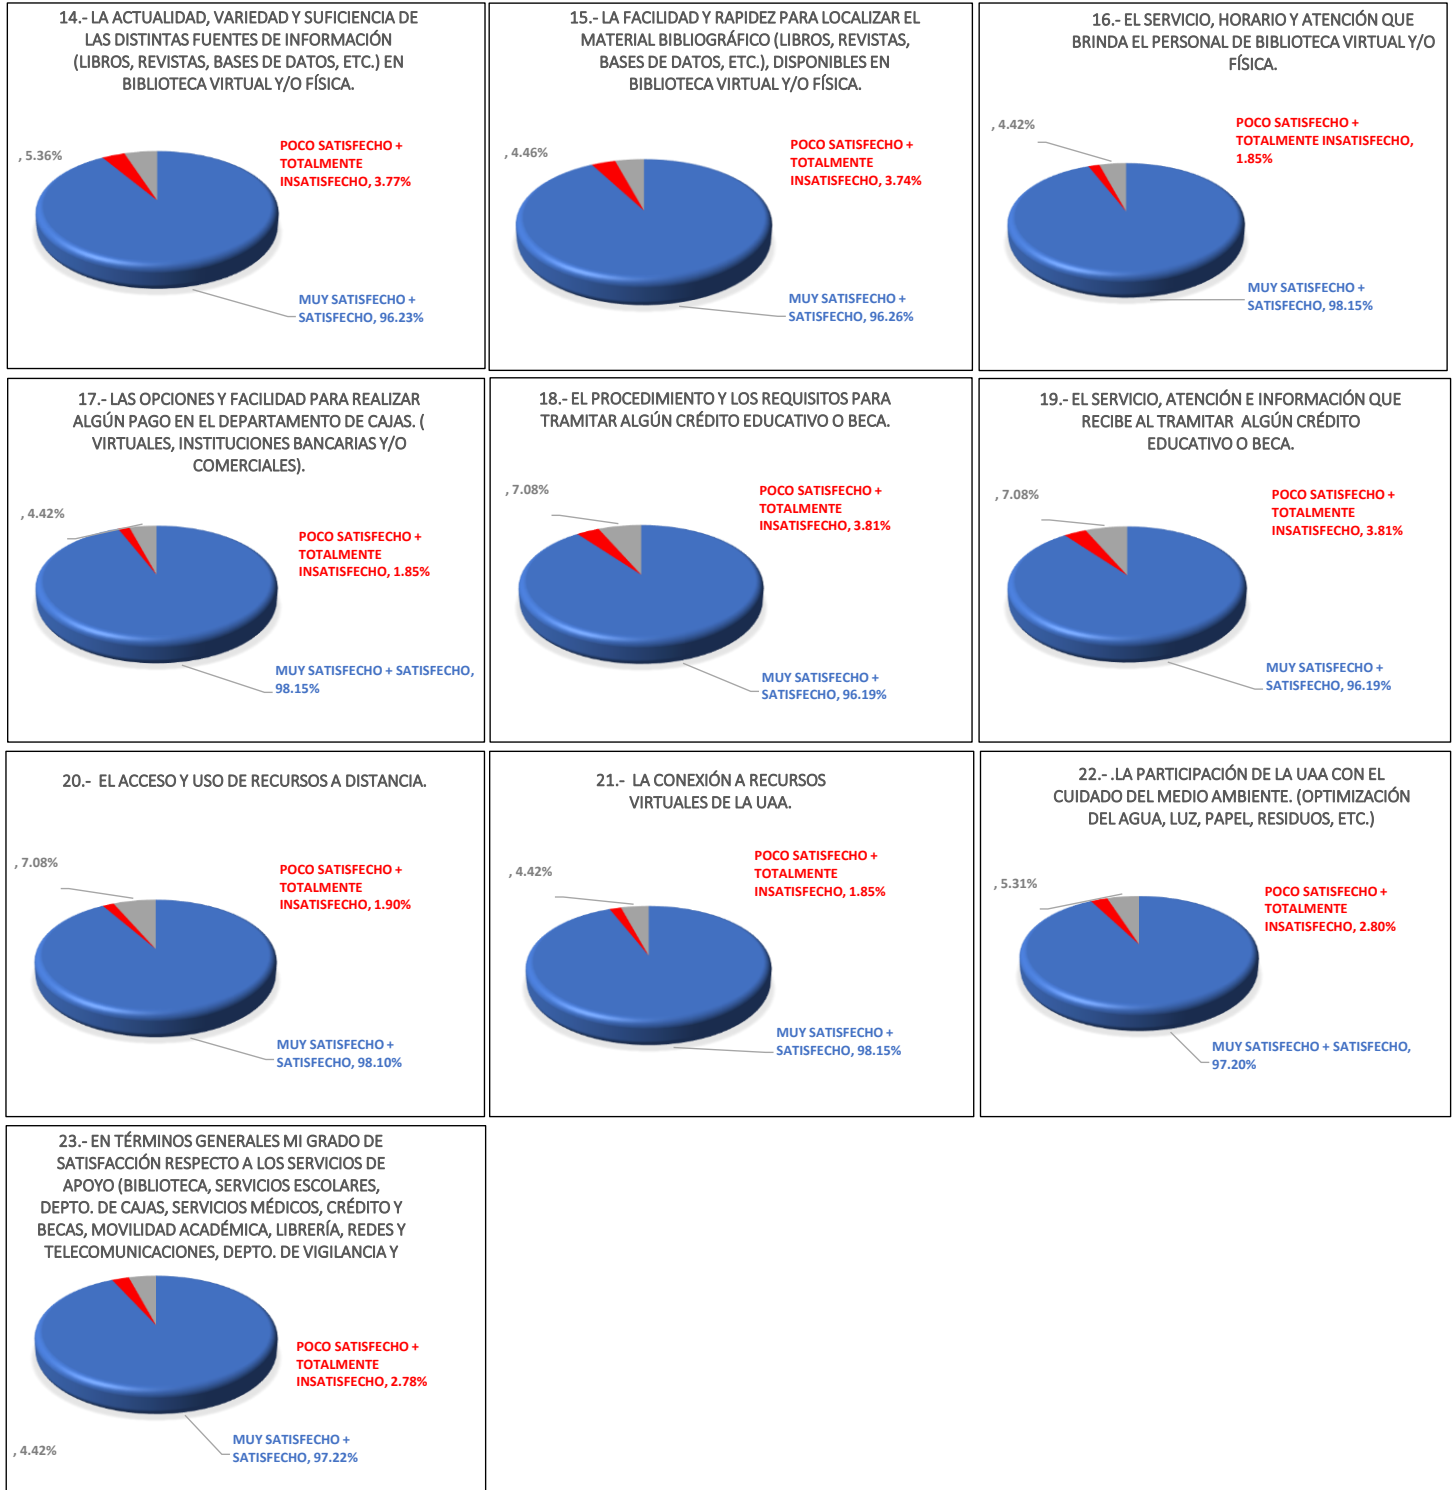 14.- LA ACTUALIDAD, VARIEDAD Y SUFICIENCIA DE
LAS DISTINTAS FUENTES DE INFORMACIÓN
(LIBROS, REVISTAS, BASES DE DATOS, ETC.) EN
BIBLIOTECA VIRTUAL Y/O FÍSICA.
, 5.36%
POCO SATISFECHO +
TOTALMENTE
INSATISFECHO, 3.77%
MUY SATISFECHO +
SATISFECHO, 96.23%
15.- LA FACILIDAD Y RAPIDEZ PARA LOCALIZAR EL
MATERIAL BIBLIOGRÁFICO (LIBROS, REVISTAS,
BASES DE DATOS, ETC.), DISPONIBLES EN
BIBLIOTECA VIRTUAL Y/O FÍSICA.
, 4.46%
POCO SATISFECHO +
TOTALMENTE
INSATISFECHO, 3.74%
MUY SATISFECHO +
SATISFECHO, 96.26%
16.- EL SERVICIO, HORARIO Y ATENCIÓN QUE
BRINDA EL PERSONAL DE BIBLIOTECA VIRTUAL Y/O
FÍSICA.
, 4.42%
POCO SATISFECHO +
TOTALMENTE INSATISFECHO,
1.85%
MUY SATISFECHO +
SATISFECHO, 98.15%
17.- LAS OPCIONES Y FACILIDAD PARA REALIZAR
ALGÚN PAGO EN EL DEPARTAMENTO DE CAJAS. (
VIRTUALES, INSTITUCIONES BANCARIAS Y/O
COMERCIALES).
, 4.42%
POCO SATISFECHO +
TOTALMENTE
INSATISFECHO, 1.85%
MUY SATISFECHO + SATISFECHO,
98.15%
18.- EL PROCEDIMIENTO Y LOS REQUISITOS PARA
TRAMITAR ALGÚN CRÉDITO EDUCATIVO O BECA.
, 7.08%
POCO SATISFECHO +
TOTALMENTE
INSATISFECHO, 3.81%
MUY SATISFECHO +
SATISFECHO, 96.19%
19.- EL SERVICIO, ATENCIÓN E INFORMACIÓN QUE
RECIBE AL TRAMITAR ALGÚN CRÉDITO
EDUCATIVO O BECA.
, 7.08%
POCO SATISFECHO +
TOTALMENTE
INSATISFECHO, 3.81%
MUY SATISFECHO +
SATISFECHO, 96.19%
20.- EL ACCESO Y USO DE RECURSOS A DISTANCIA.
, 7.08%
POCO SATISFECHO +
TOTALMENTE
INSATISFECHO, 1.90%
MUY SATISFECHO +
SATISFECHO, 98.10%
21.- LA CONEXIÓN A RECURSOS
VIRTUALES DE LA UAA.
, 4.42%
POCO SATISFECHO +
TOTALMENTE
INSATISFECHO, 1.85%
MUY SATISFECHO +
SATISFECHO, 98.15%
22.- .LA PARTICIPACIÓN DE LA UAA CON EL
CUIDADO DEL MEDIO AMBIENTE. (OPTIMIZACIÓN
DEL AGUA, LUZ, PAPEL, RESIDUOS, ETC.)
, 5.31%
POCO SATISFECHO +
TOTALMENTE
INSATISFECHO, 2.80%
MUY SATISFECHO + SATISFECHO,
97.20%
23.- EN TÉRMINOS GENERALES MI GRADO DE
SATISFACCIÓN RESPECTO A LOS SERVICIOS DE
APOYO (BIBLIOTECA, SERVICIOS ESCOLARES,
DEPTO. DE CAJAS, SERVICIOS MÉDICOS, CRÉDITO Y
BECAS, MOVILIDAD ACADÉMICA, LIBRERÍA, REDES Y
TELECOMUNICACIONES, DEPTO. DE VIGILANCIA Y
POCO SATISFECHO +
TOTALMENTE
INSATISFECHO, 2.78%
MUY SATISFECHO +
SATISFECHO, 97.22%
, 4.42%